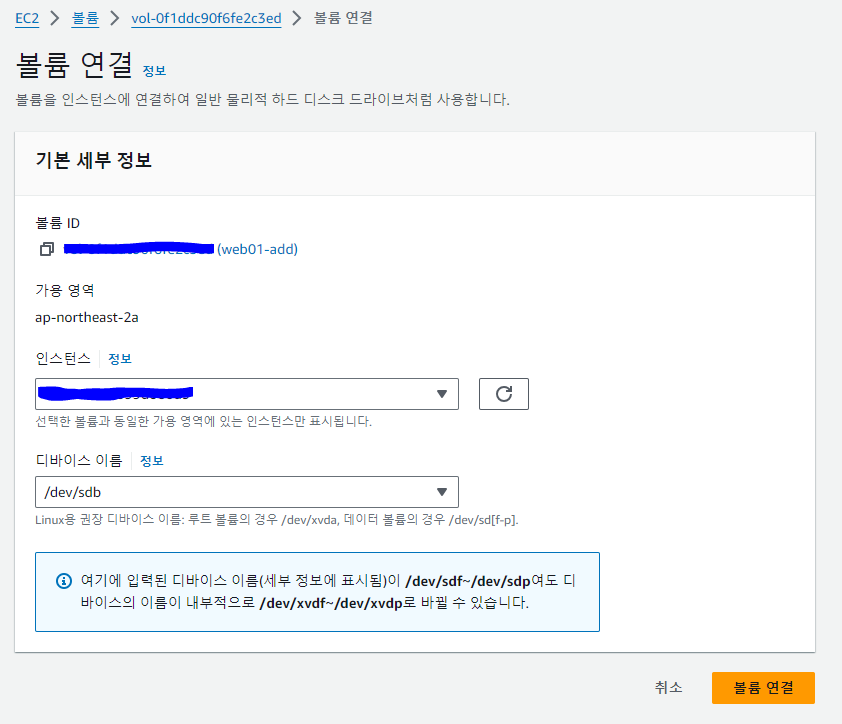 EC2 > 볼륨 > vol-0f1ddc90f6fe2c3ed > 볼륨 연결
볼륨 연결 정보
볼륨을 인스턴스에 연결하여 일반 물리적 하드 디스크 드라이브처럼 사용합니다.
기본 세부 정보
볼륨 ID
(web01-add)
가용 영역
ap-northeast-2a
인스턴스 정보
선택한 볼륨과 동일한 가용 영역에 있는 인스턴스만 표시됩니다.
디바이스 이름 정보
/dev/sdb
Linux용 권장 디바이스 이름: 루트 볼륨의 경우 /dev/xvda, 데이터 볼륨의 경우 /dev/sd[f-p].
여기에 입력된 디바이스 이름(세부 정보에 표시됨)이 /dev/sdf~/dev/sdp여도 디
바이스의 이름이 내부적으로 /dev/xvdf~/dev/xvdp로 바뀔 수 있습니다.
취소 볼륨 연결